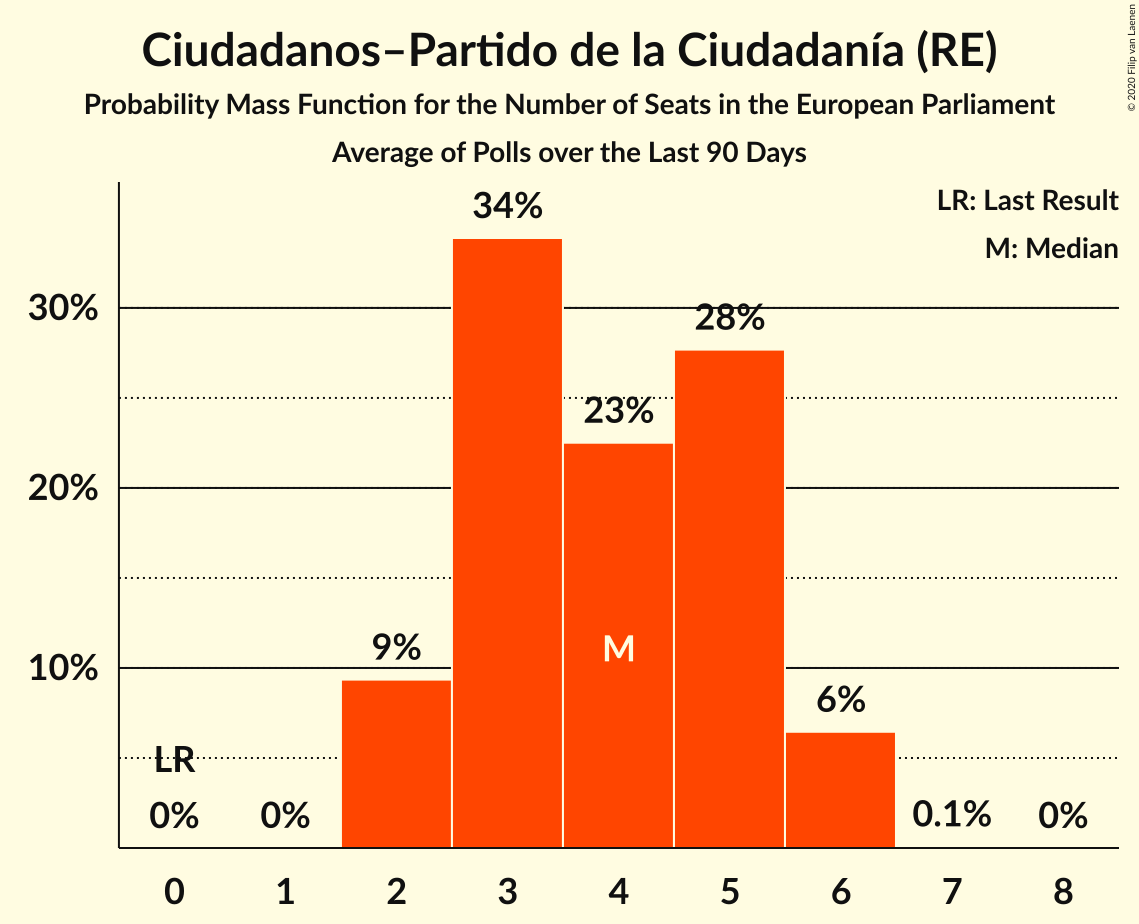 Ciudadanos–Partido de la Ciudadanía (RE)
Probability Mass Function for the Number of Seats in the European Parliament
Average of Polls over the Last 90 Days
© 2020 Filip van Laenen
LR: Last Result
M: Median
34%
30%
28%
23%
20%
10%
9%
M
6%
LR
0%
0%
0.1%
0%
0 1 2 3 4 5 6 7 8